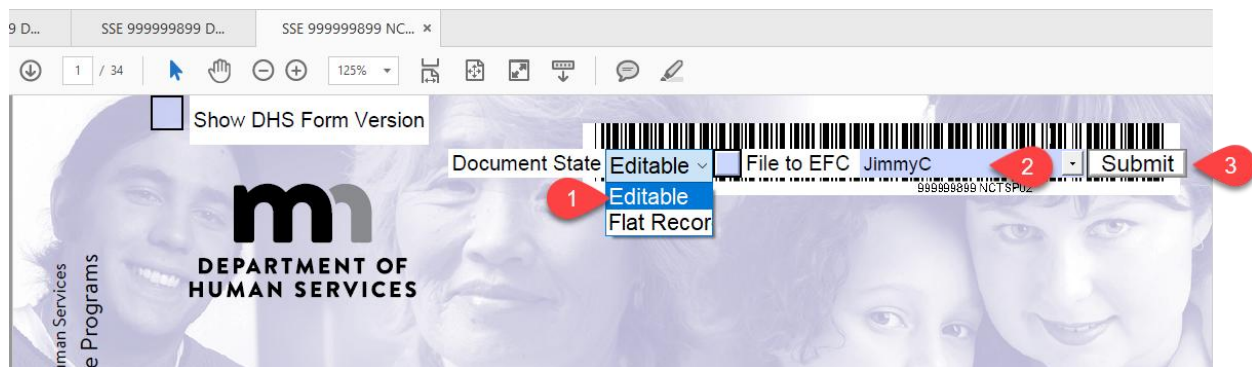 9 D... SSE 999999899 D... SSE 999999899 NC... ×
1 / 34 125%
Show DHS Form Version
Document State Editable File to EFC JimmyC 2 Submit 3
999999899 NCTSP02
1 Editable
Flat Recor
mn
DEPARTMENT OF
HUMAN SERVICES
man Services
e Programs